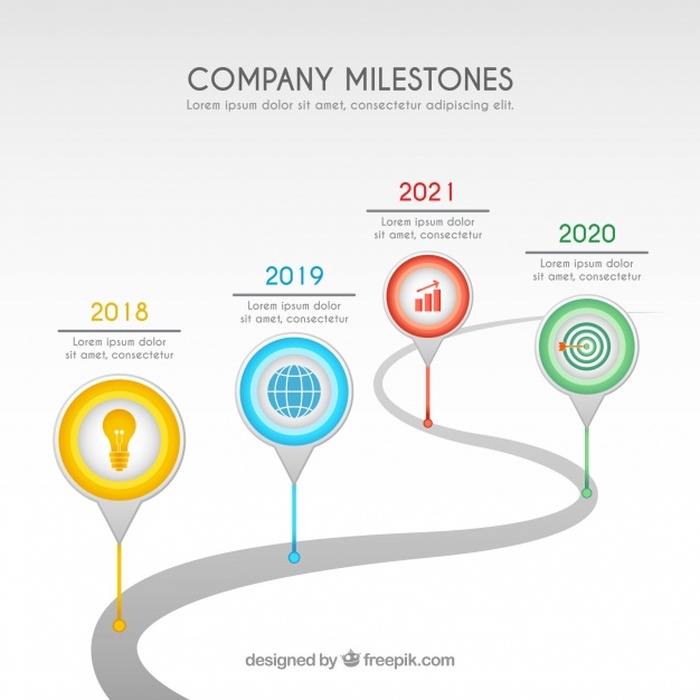 COMPANY MILESTONES
Lorem ipsum dolor sit amet, consectetur adipiscing elit.
2018
Lorem ipsum dolor
sit amet, consectetur
2019
Lorem ipsum dolor
sit amet, consectetur
2021
Lorem ipsum dolor
sit amet, consectetur
2020
Lorem ipsum dolor
sit amet, consectetur
designed by freepik.com